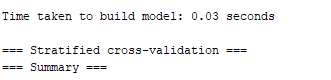 Time taken to build model: 0.03 seconds
=== Stratified cross-validation ===
=== Summary ===